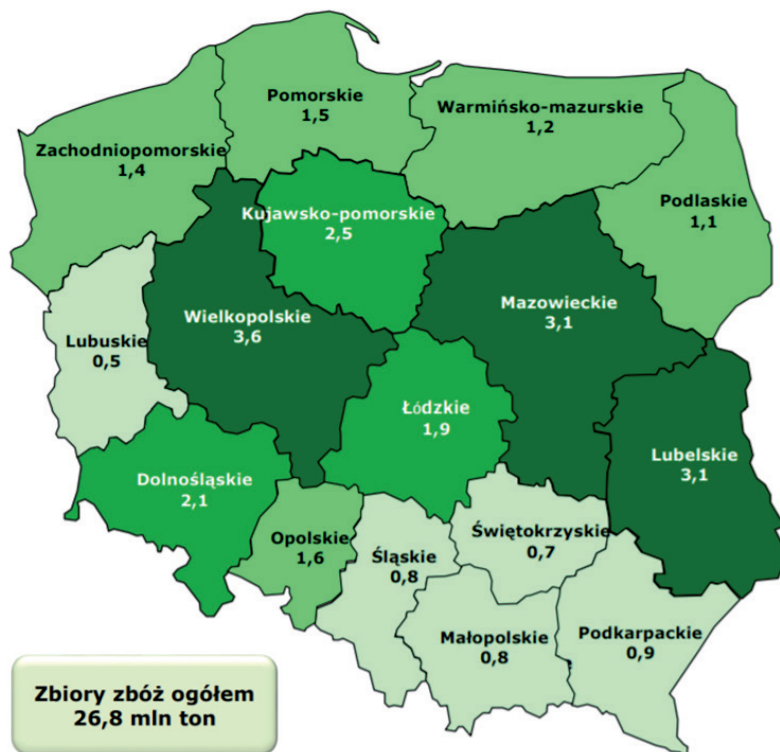 Pomorskie
1,5
Warmińsko-mazurskie
1,2
Zachodniopomorskie
1,4
Podlaskie
1,1
Kujawsko-pomorskie
2,5
Mazowieckie
3,1
Wielkopolskie
3,6
Lubuskie
0,5
Łódzkie
1,9
Lubelskie
3,1
Dolnośląskie
2,1
Opolskie
1,6
Śląskie
0,8
Świętokrzyskie
0,7
Małopolskie
0,8
Podkarpackie
0,9
Zbiory zbóż ogółem
26,8 mln ton